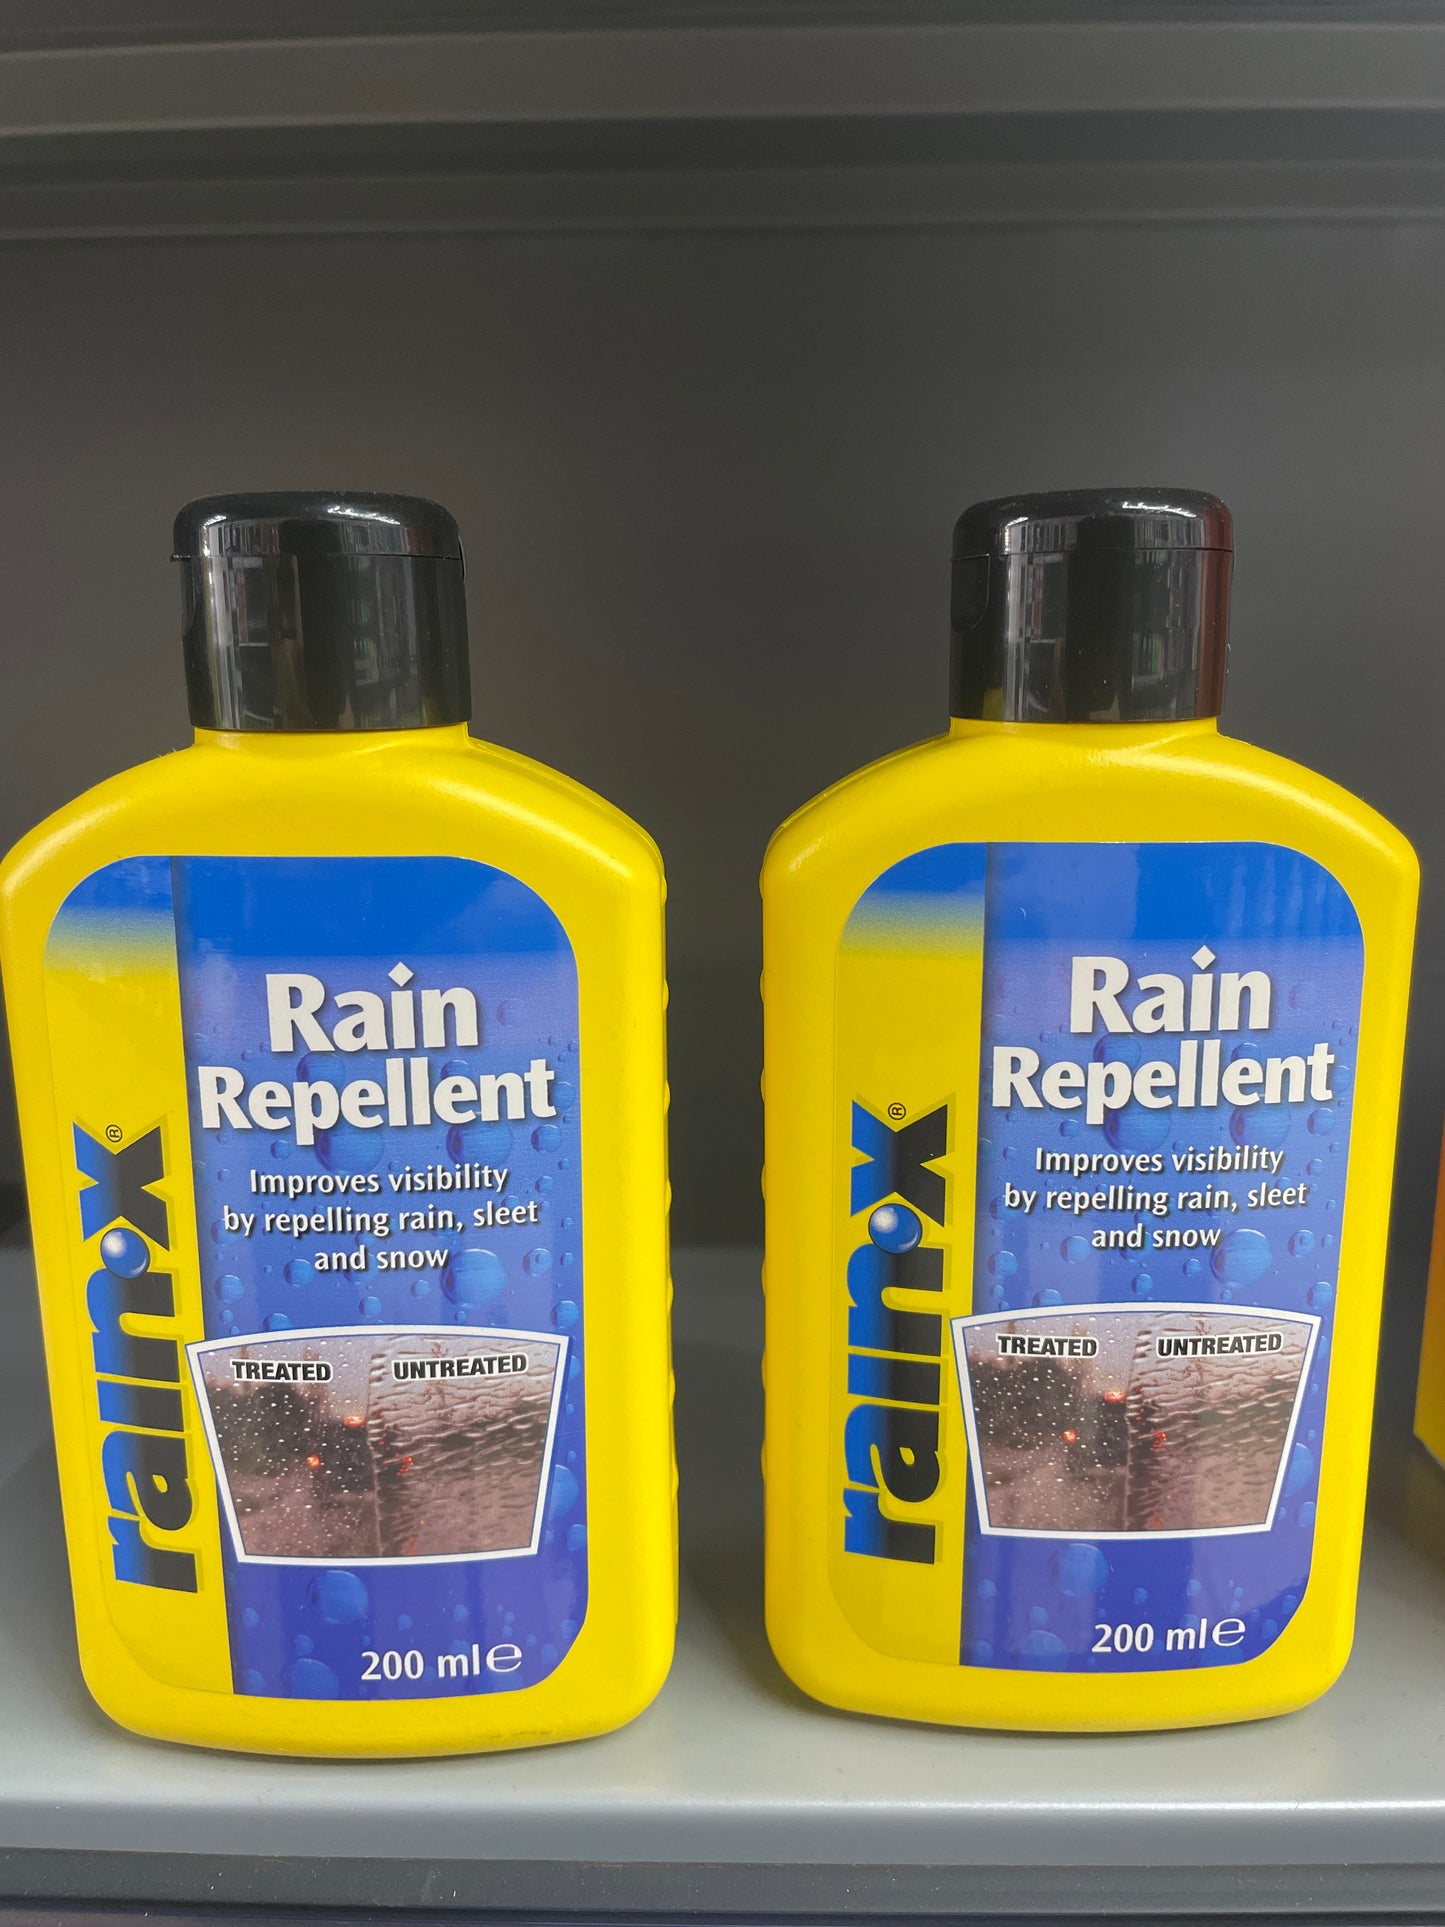 Rain
Repellent
Improves visibility
by repelling rain, sleet
and snow
rain-x®
TREATED UNTREATED
200 ml℮
Rain
Repellent
Improves visibility
by repelling rain, sleet
and snow
rain-x®
TREATED UNTREATED
200 ml℮